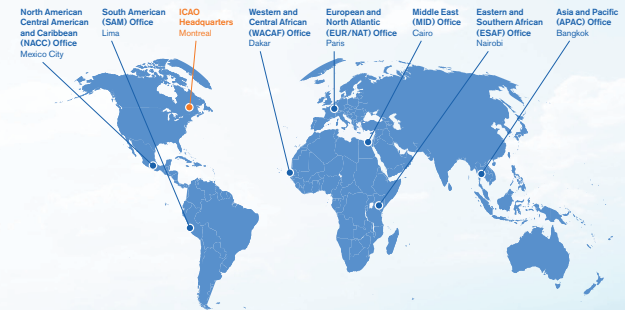 North American
Central American
and Caribbean
(NACC) Office
Mexico City
South American
(SAM) Office
Lima
ICAO
Headquarters
Montreal
Western and
Central African
(WACAF) Office
Dakar
European and
North Atlantic
(EUR/NAT) Office
Paris
Middle East
(MID) Office
Cairo
Eastern and
Southern African
(ESAF) Office
Nairobi
Asia and Pacific
(APAC) Office
Bangkok